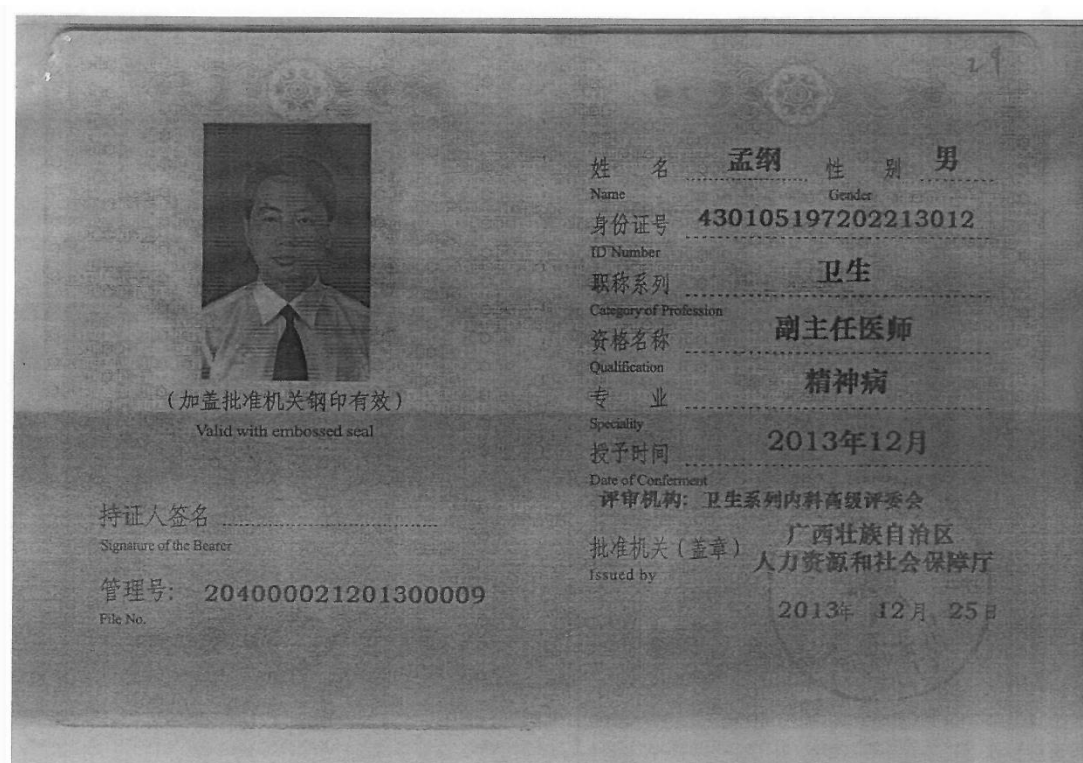 29
(加盖批准机关钢印有效)
Valid with embossed seal
持证人签名
Signature of the Bearer
管理号: 204000021201300009
File No.
姓 名 孟纲 性 别 男
Name Gender
身份证号 430105197202213012
ID Number
职称系列 卫生
Category of Profession
资格名称 副主任医师
Qualification
专 业 精神病
Speciality
授予时间 2013年12月
Date of Conferment
评审机构: 卫生系列内科高级评委会
批准机关(盖章) 广西壮族自治区
人力资源和社会保障厅
Issued by
2013年 12月 25日